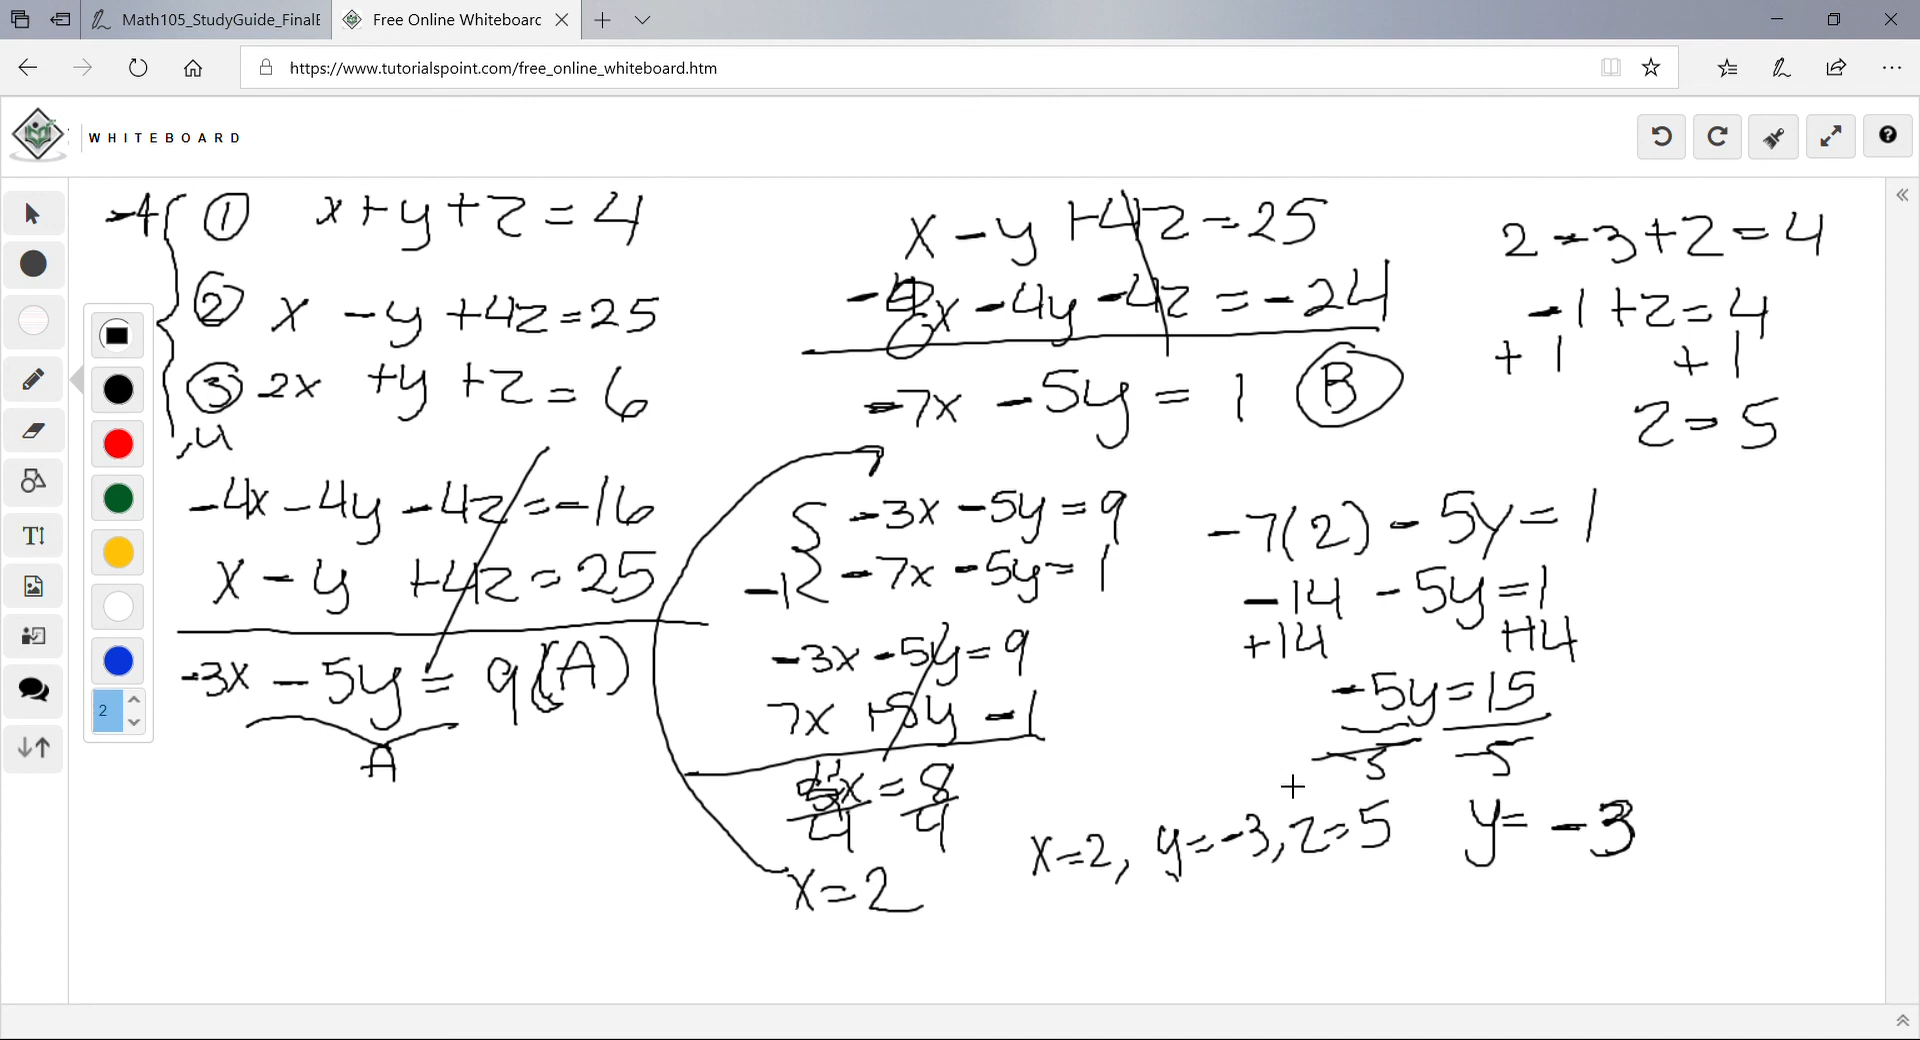 Math105_StudyGuide_FinalE
Free Online Whiteboarc
https://www.tutorialspoint.com/free_online_whiteboard.htm
WHITEBOARD
-4
① x+y+z=4
② x -y +4z=25
③ 2x +y +z = 6
-4x -4y -4z = -16
x - y +4z = 25
-3x - 5y = 9 (A)
A
x - y +4z = 25
x -4y -4z = -24
-7x -5y = 1 Ⓑ
-3x -5y = 9
-1
-7x -5y = 1
-3x -5y = 9
7x +5y -1
x = 8
4 4
x=2
2 -3+z=4
-1 +z=4
+1 +1
z=5
-7(2) - 5y = 1
-14 - 5y = 1
+14 +14
-5y = 15
-5 -5
y= -3
x=2, y=-3, z=5
T
2